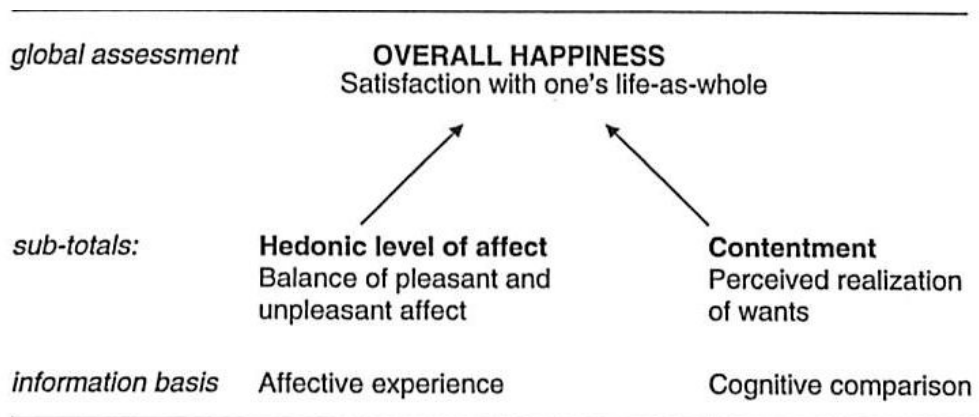 global assessment OVERALL HAPPINESS
Satisfaction with one's life-as-whole
sub-totals: Hedonic level of affect Contentment
Balance of pleasant and Perceived realization
unpleasant affect of wants
information basis Affective experience Cognitive comparison